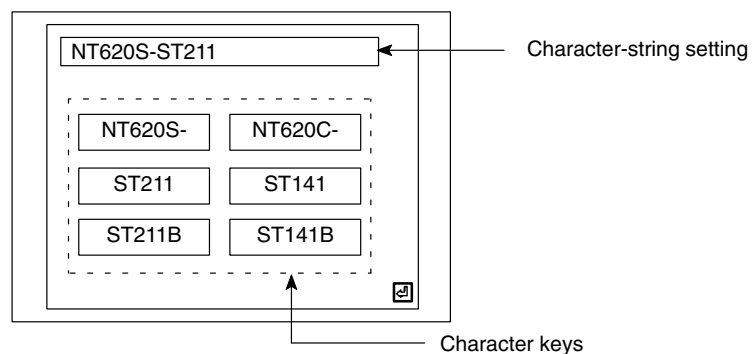 NT620S-ST211
Character-string setting
NT620S- NT620C-
ST211 ST141
ST211B ST141B
Character keys